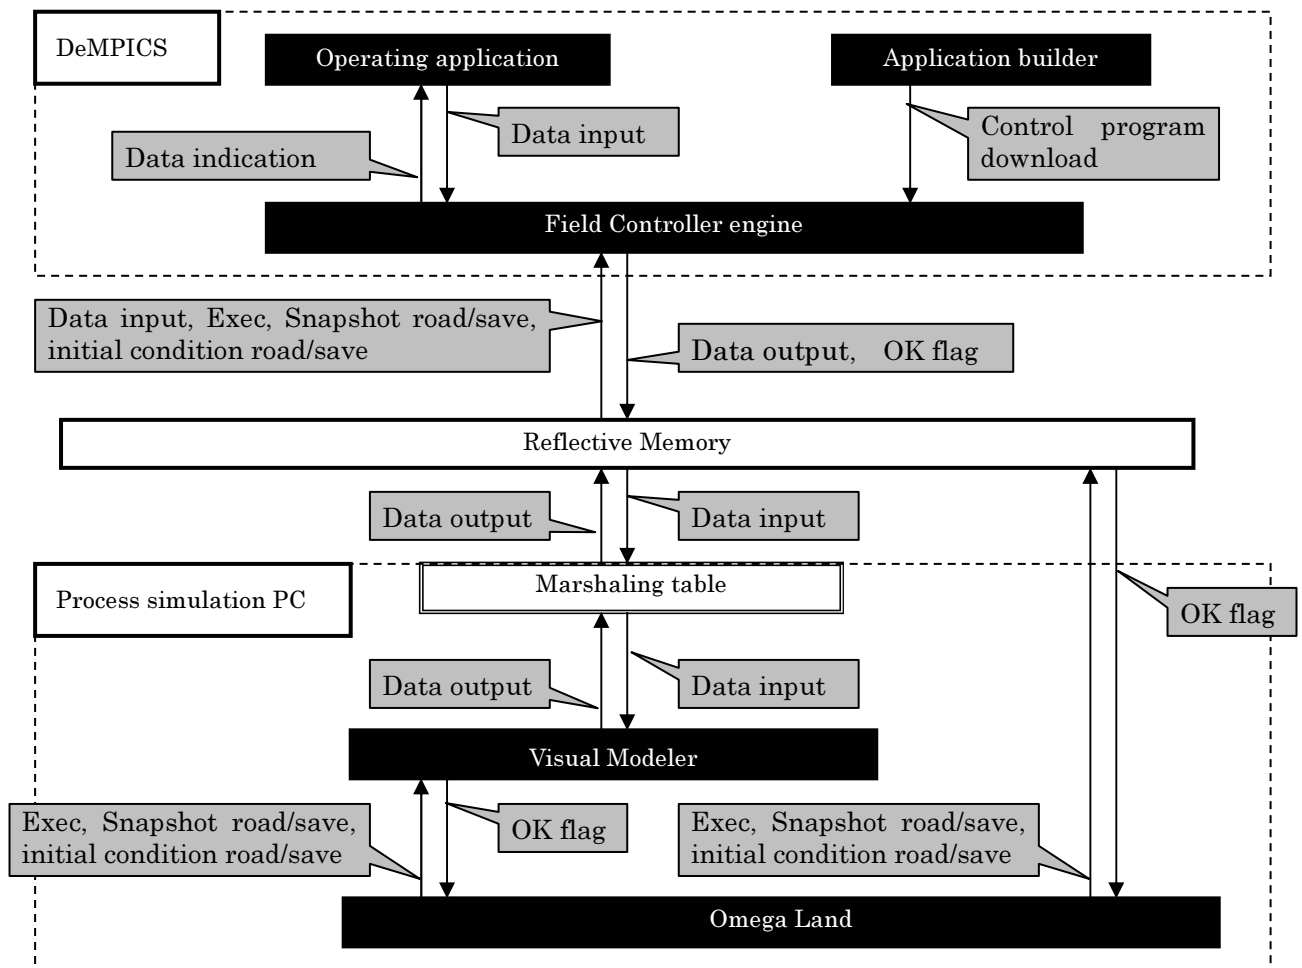 DeMPICS
Operating application
Application builder
Data input
Control program
download
Data indication
Field Controller engine
Data input, Exec, Snapshot road/save,
initial condition road/save
Data output, OK flag
Reflective Memory
Data output
Data input
Marshaling table
Process simulation PC
OK flag
Data output
Data input
Visual Modeler
Exec, Snapshot road/save,
initial condition road/save
OK flag
Exec, Snapshot road/save,
initial condition road/save
Omega Land